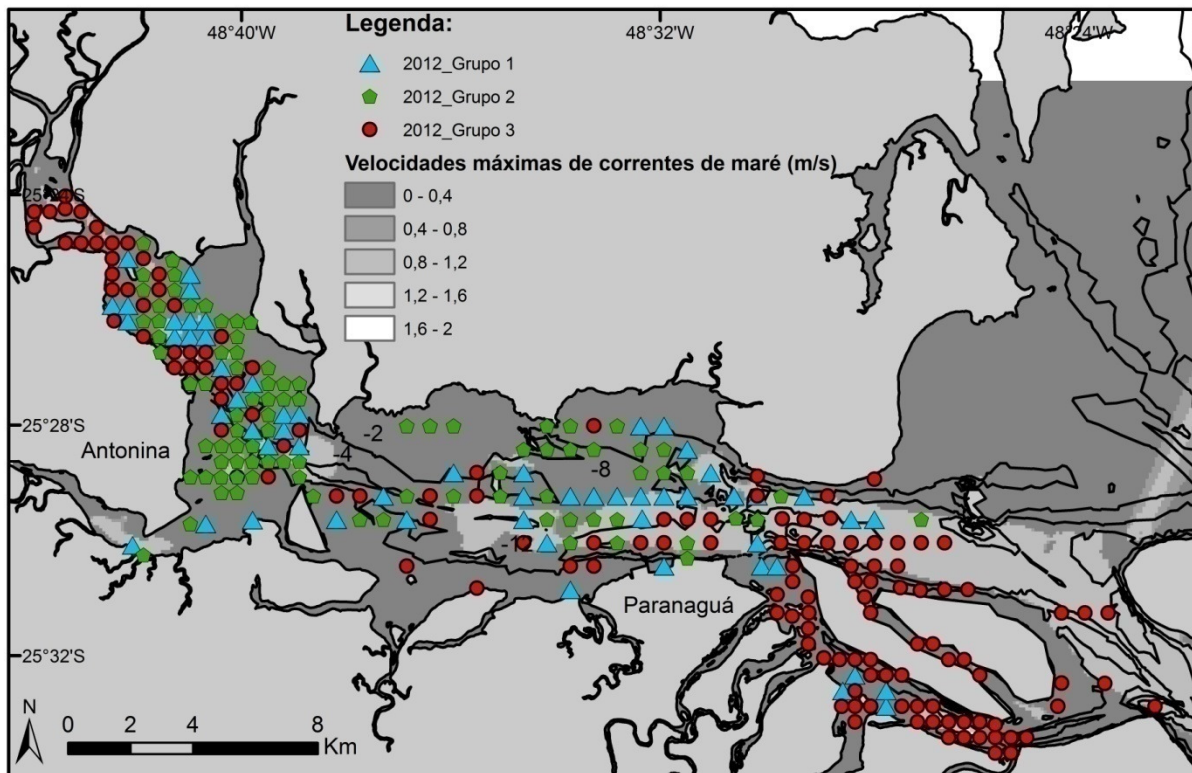 48°40'W
48°32'W
48°24'W
Legenda:
2012_Grupo 1
2012_Grupo 2
2012_Grupo 3
Velocidades máximas de correntes de maré (m/s)
0 - 0,4
0,4 - 0,8
0,8 - 1,2
1,2 - 1,6
1,6 - 2
25°28'S
-2
-4
-8
Antonina
Paranaguá
25°32'S
N
0 2 4 8
Km